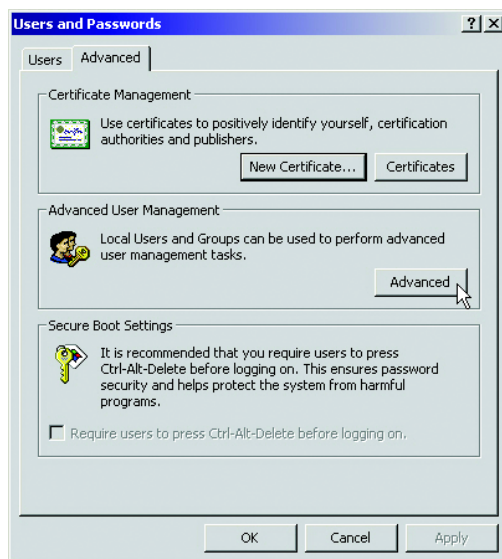 Users and Passwords
Users Advanced
Certificate Management
Use certificates to positively identify yourself, certification
authorities and publishers.
New Certificate... Certificates
Advanced User Management
Local Users and Groups can be used to perform advanced
user management tasks.
Advanced
Secure Boot Settings
It is recommended that you require users to press
Ctrl-Alt-Delete before logging on. This ensures password
security and helps protect the system from harmful
programs.
Require users to press Ctrl-Alt-Delete before logging on.
OK Cancel Apply